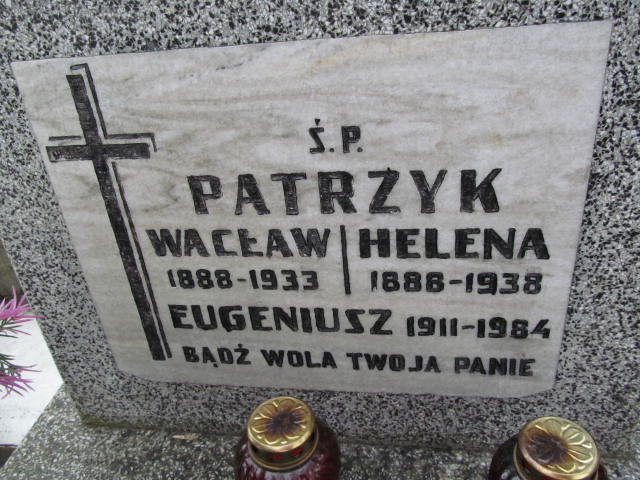 Ś.P.
PATRZYK
WACŁAW | HELENA
1888-1933 | 1886-1938
EUGENIUSZ 1911-1984
BĄDŹ WOLA TWOJA PANIE